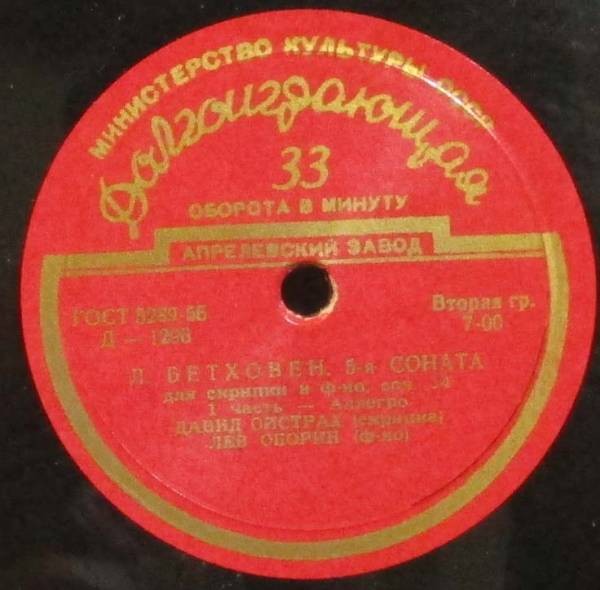 МИНИСТЕРСТВО КУЛЬТУРЫ СССР
Долгоиграющая
33
ОБОРОТА В МИНУТУ
АПРЕЛЕВСКИЙ ЗАВОД
ГОСТ 5289-56
Д — 1298
Вторая гр.
7-00
Л. БЕТХОВЕН. 5-я СОНАТА
для скрипки и ф-но, соч. 24
1 часть — Аллегро
ДАВИД ОЙСТРАХ (скрипка)
ЛЕВ ОБОРИН (ф-но)